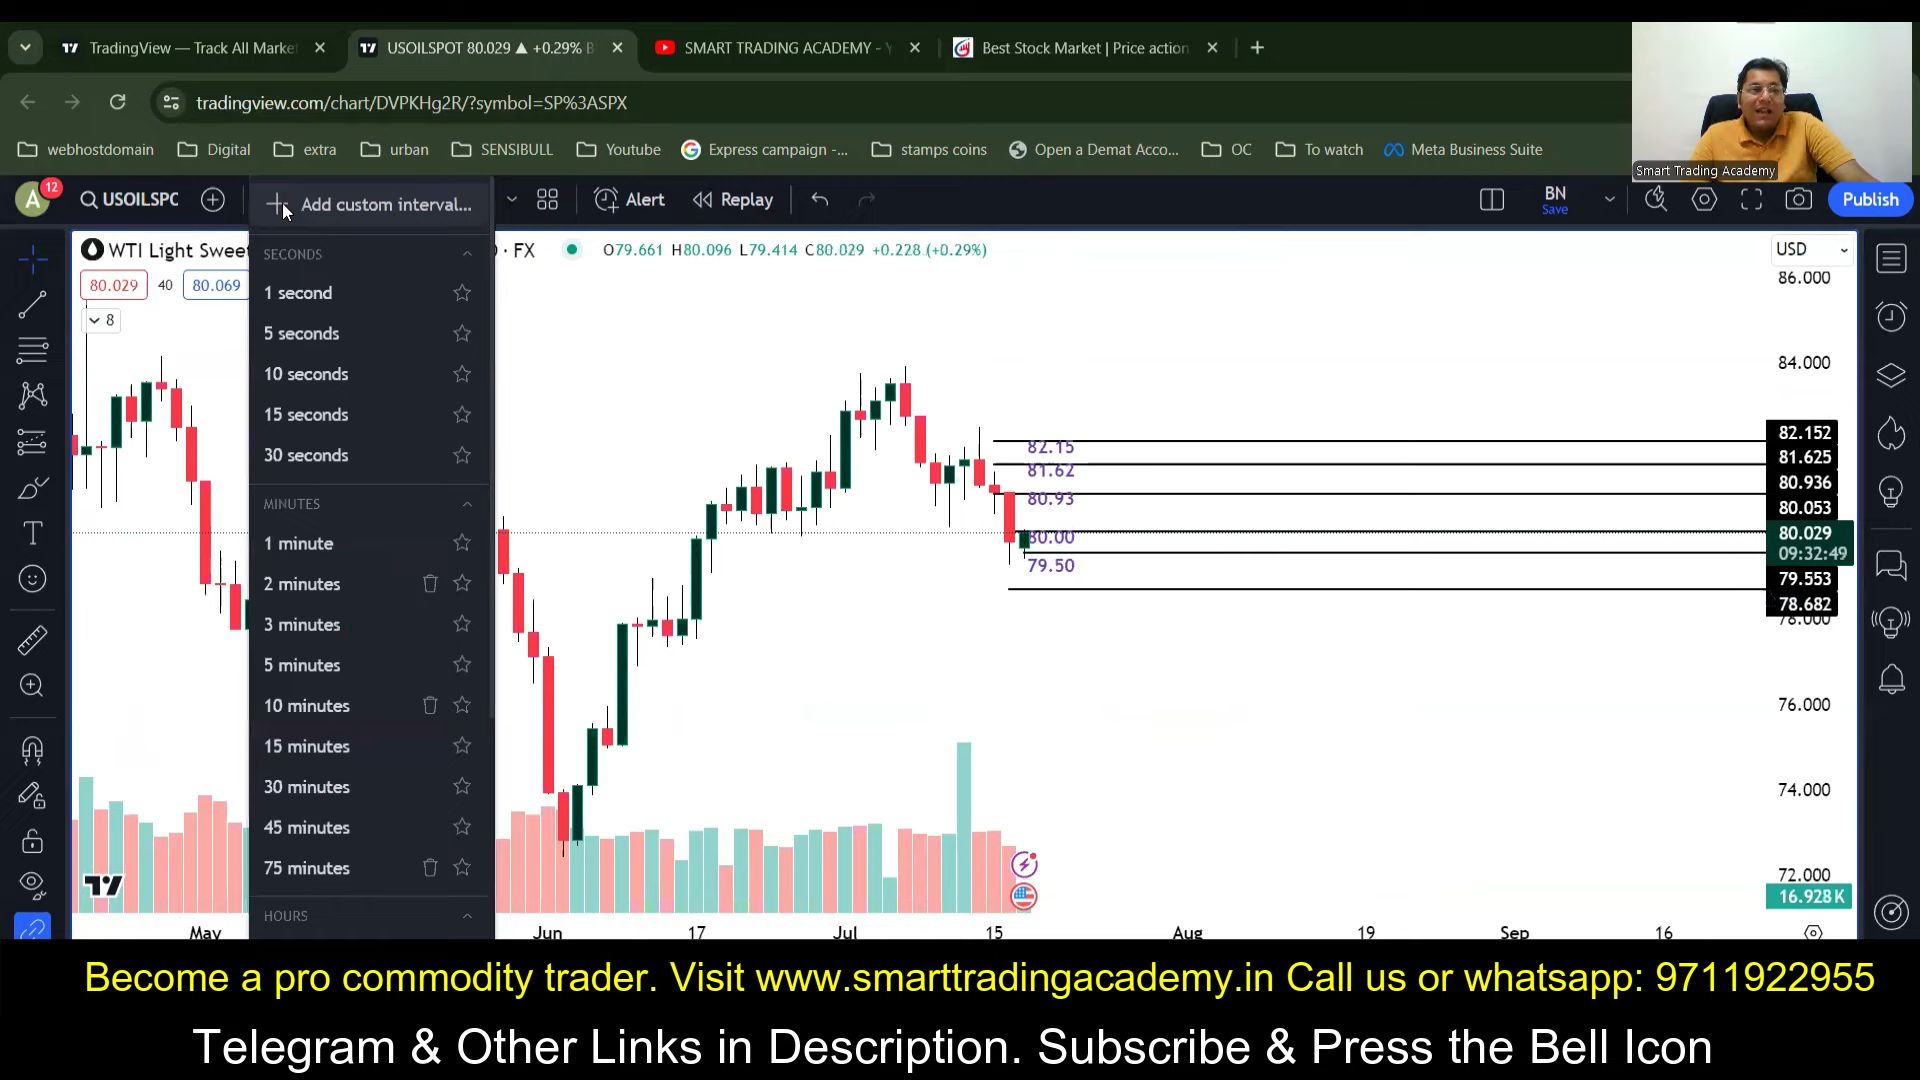 TradingView — Track All Marke
USOILSPOT 80.029 ▲ +0.29% B
SMART TRADING ACADEMY - Y
Best Stock Market | Price action
tradingview.com/chart/DVPKHg2R/?symbol=SP%3ASPX
webhostdomain
Digital
extra
urban
SENSIBULL
Youtube
Express campaign -...
stamps coins
Open a Demat Acco...
OC
To watch
Meta Business Suite
Smart Trading Academy
A
12
USOILSPC
Add custom interval...
Alert
Replay
BN
Save
Publish
WTI Light Swee
· FX
O79.661 H80.096 L79.414 C80.029 +0.228 (+0.29%)
USD
80.029
40
80.069
8
SECONDS
1 second
5 seconds
10 seconds
15 seconds
30 seconds
MINUTES
1 minute
2 minutes
3 minutes
5 minutes
10 minutes
15 minutes
30 minutes
45 minutes
75 minutes
HOURS
82.15
81.62
80.93
80.00
79.50
86.000
84.000
82.152
81.625
80.936
80.053
80.029
09:32:49
79.553
78.682
78.000
76.000
74.000
72.000
16.928K
May
Jun
17
Jul
15
Aug
19
Sep
16
Become a pro commodity trader. Visit www.smarttradingacademy.in Call us or whatsapp: 9711922955
Telegram & Other Links in Description. Subscribe & Press the Bell Icon